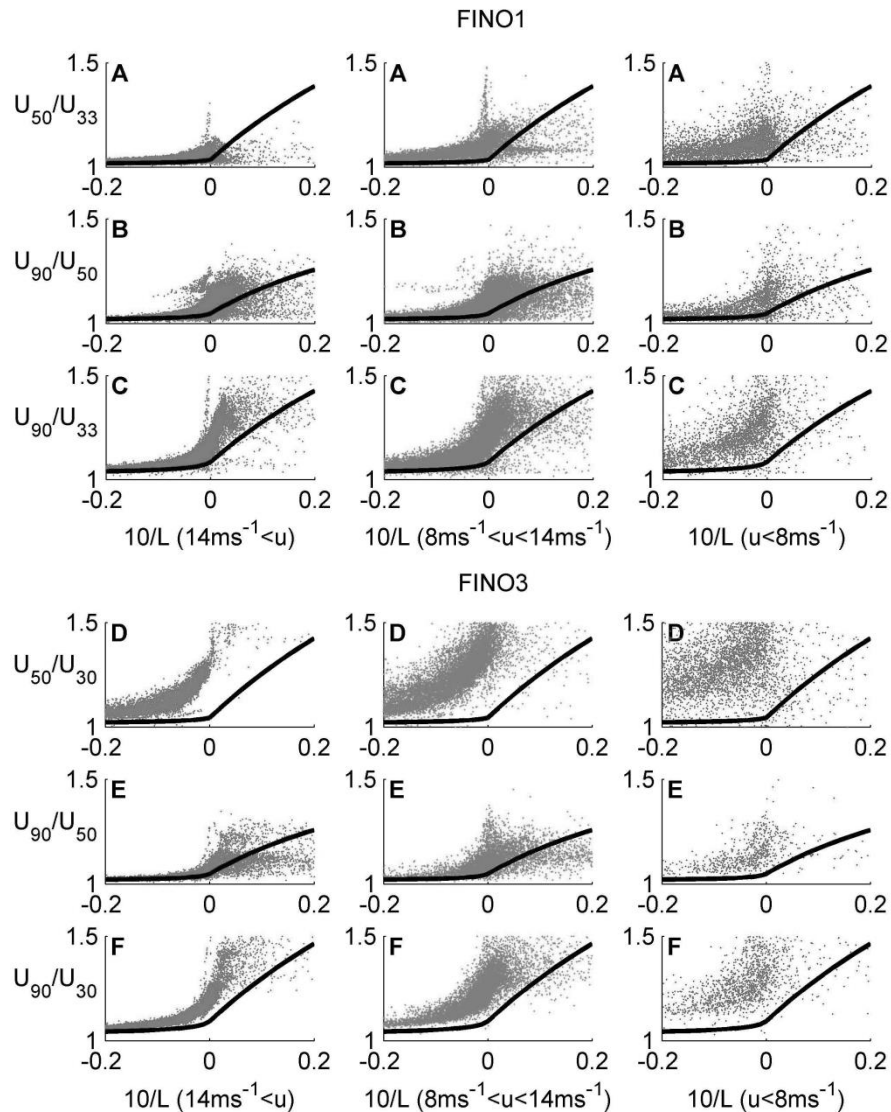 FINO1
1.5 A 1.5 A 1.5 A
U50/U33
1 1 1
-0.2 0 0.2 -0.2 0 0.2 -0.2 0 0.2
1.5 B 1.5 B 1.5 B
U90/U50
1 1 1
-0.2 0 0.2 -0.2 0 0.2 -0.2 0 0.2
1.5 C 1.5 C 1.5 C
U90/U33
1 1 1
-0.2 0 0.2 -0.2 0 0.2 -0.2 0 0.2
10/L (14ms⁻¹<u) 10/L (8ms⁻¹<u<14ms⁻¹) 10/L (u<8ms⁻¹)
FINO3
1.5 D 1.5 D 1.5 D
U50/U30
1 1 1
-0.2 0 0.2 -0.2 0 0.2 -0.2 0 0.2
1.5 E 1.5 E 1.5 E
U90/U50
1 1 1
-0.2 0 0.2 -0.2 0 0.2 -0.2 0 0.2
1.5 F 1.5 F 1.5 F
U90/U30
1 1 1
-0.2 0 0.2 -0.2 0 0.2 -0.2 0 0.2
10/L (14ms⁻¹<u) 10/L (8ms⁻¹<u<14ms⁻¹) 10/L (u<8ms⁻¹)